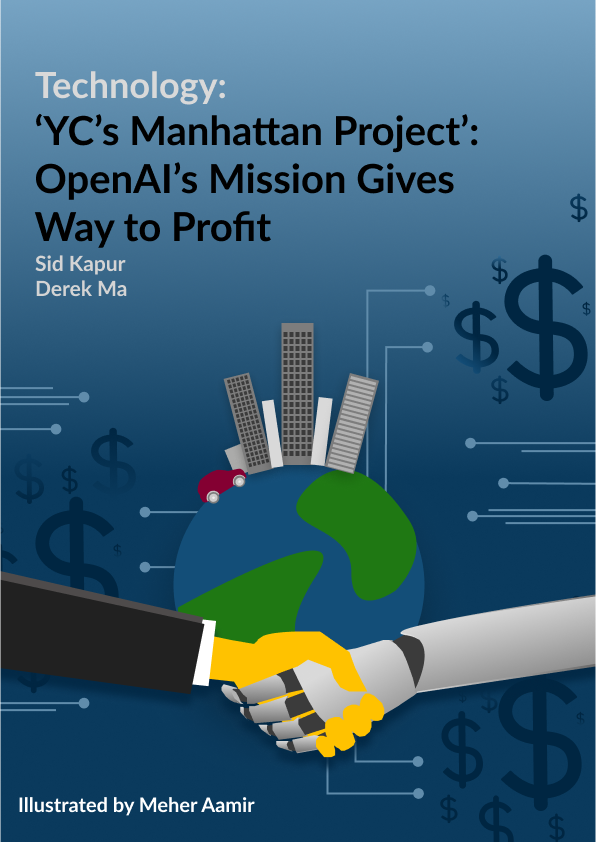 Technology:
‘YC’s Manhattan Project’:
OpenAI’s Mission Gives
Way to Profit
Sid Kapur
Derek Ma
Illustrated by Meher Aamir